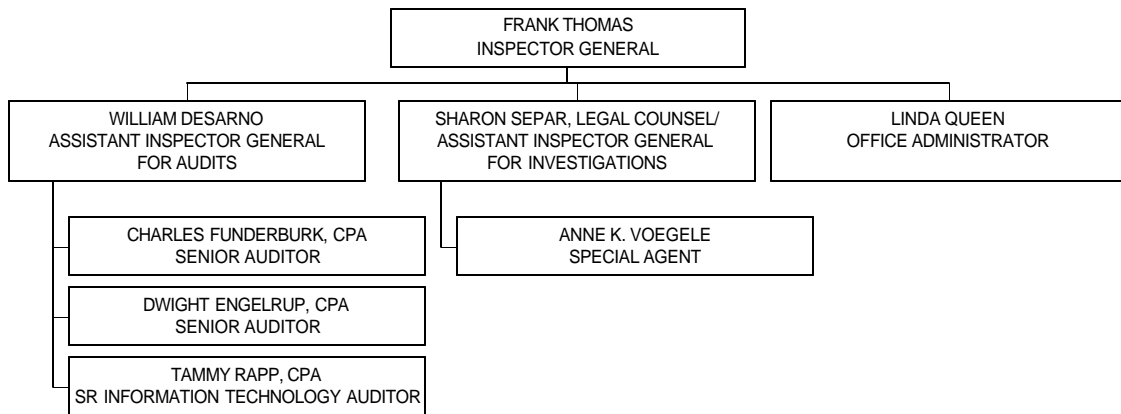 FRANK THOMAS
INSPECTOR GENERAL
WILLIAM DESARNO
ASSISTANT INSPECTOR GENERAL
FOR AUDITS
SHARON SEPAR, LEGAL COUNSEL/
ASSISTANT INSPECTOR GENERAL
FOR INVESTIGATIONS
LINDA QUEEN
OFFICE ADMINISTRATOR
CHARLES FUNDERBURK, CPA
SENIOR AUDITOR
DWIGHT ENGELRUP, CPA
SENIOR AUDITOR
TAMMY RAPP, CPA
SR INFORMATION TECHNOLOGY AUDITOR
ANNE K. VOEGELE
SPECIAL AGENT